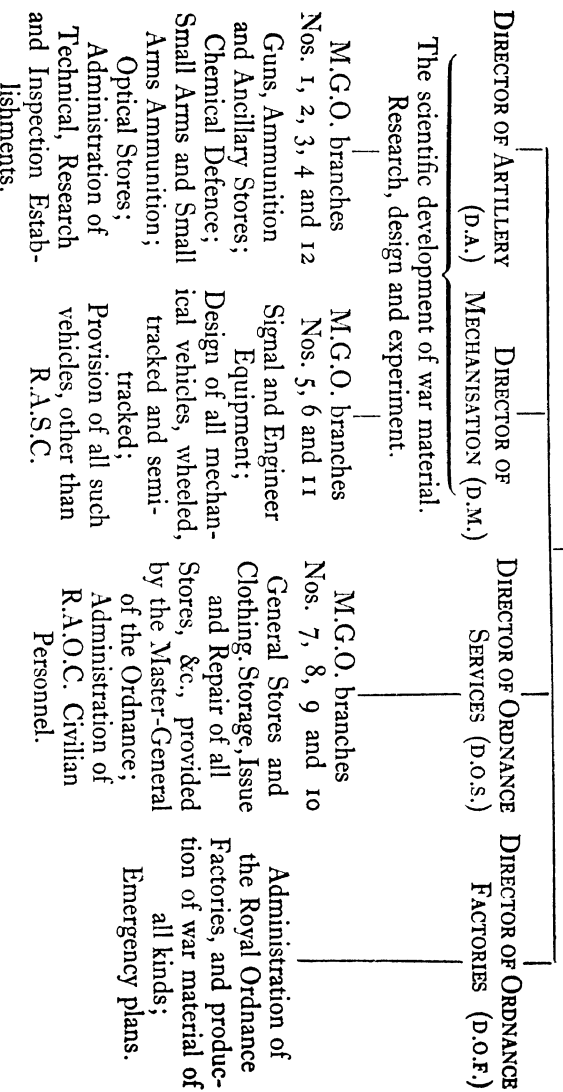 DIRECTOR OF ARTILLERY
(D.A.)
DIRECTOR OF
MECHANISATION (D.M.)
The scientific development of war material.
Research, design and experiment.
M.G.O. branches
Nos. 1, 2, 3, 4 and 12
Guns, Ammunition
and Ancillary Stores;
Chemical Defence;
Small Arms and Small
Arms Ammunition;
Optical Stores;
Administration of
Technical, Research
and Inspection Estab-
lishments.
M.G.O. branches
Nos. 5, 6 and 11
Signal and Engineer
Equipment;
Design of all mechan-
ical vehicles, wheeled,
tracked and semi-
tracked;
Provision of all such
vehicles, other than
R.A.S.C.
DIRECTOR OF ORDNANCE
SERVICES (D.O.S.)
M.G.O. branches
Nos. 7, 8, 9 and 10
General Stores and
Clothing. Storage, Issue
and Repair of all
Stores, &c., provided
by the Master-General
of the Ordnance;
Administration of
R.A.O.C. Civilian
Personnel.
DIRECTOR OF ORDNANCE
FACTORIES (D.O.F.)
Administration of
the Royal Ordnance
Factories, and produc-
tion of war material of
all kinds;
Emergency plans.